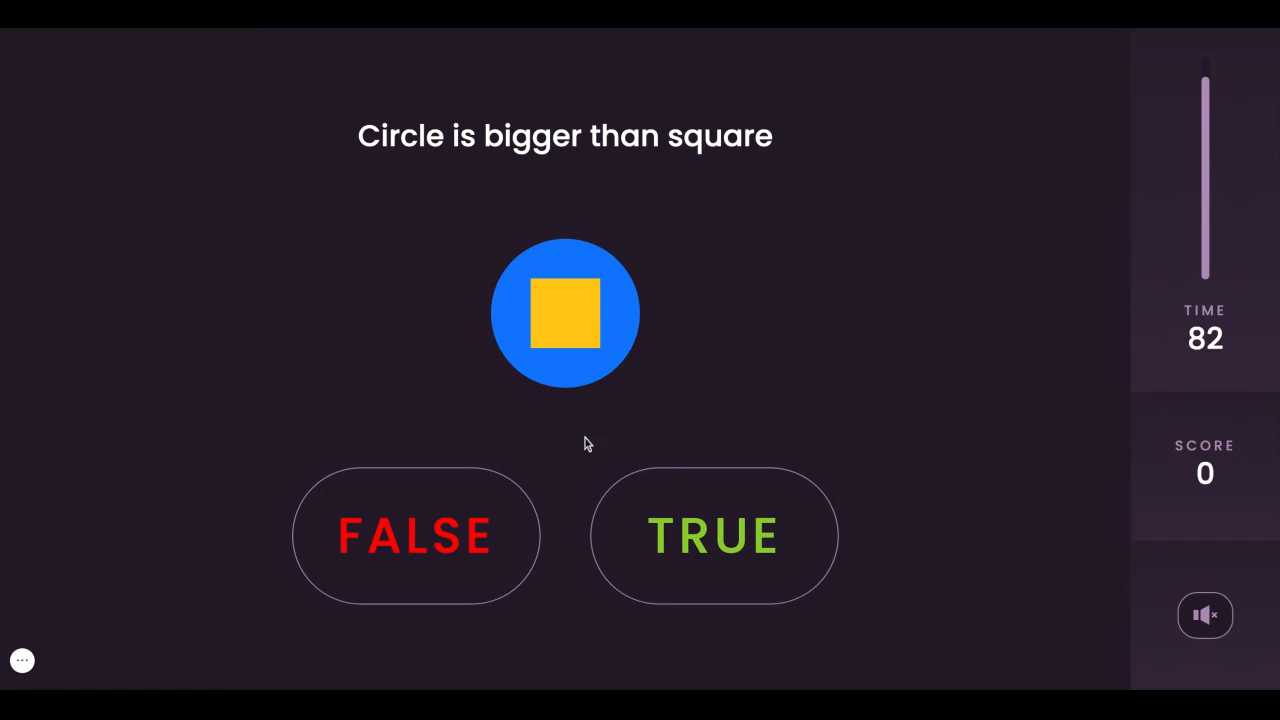 Circle is bigger than square
TIME
82
SCORE
0
FALSE
TRUE